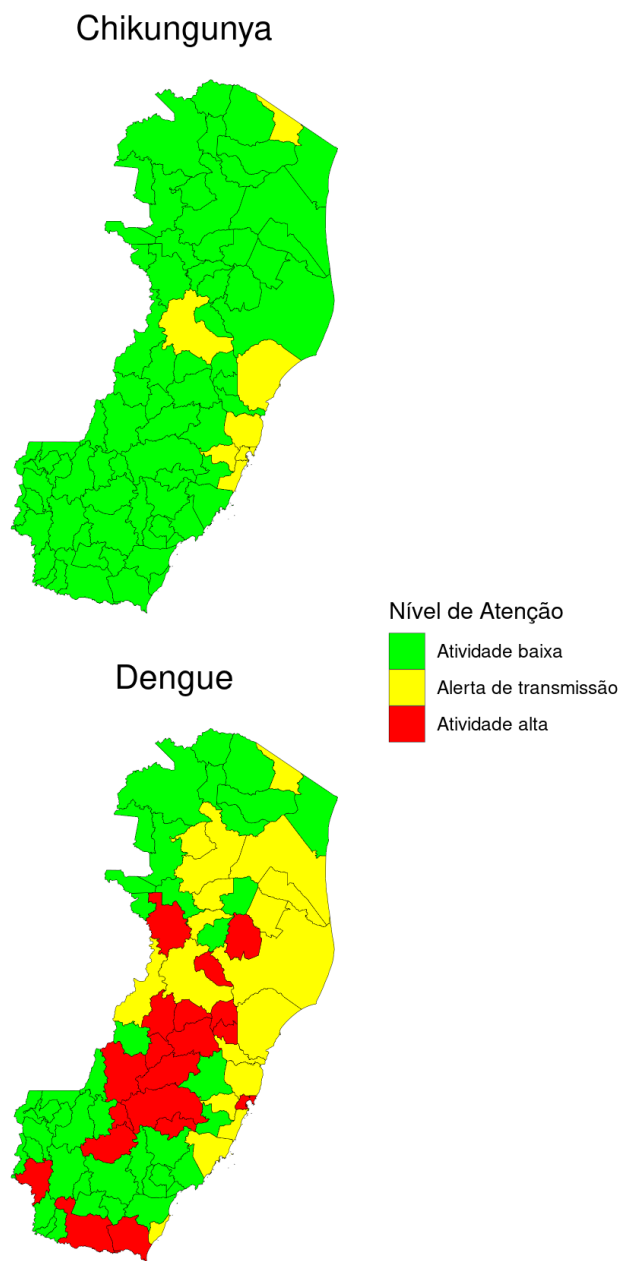 Chikungunya
Nível de Atenção
Atividade baixa
Alerta de transmissão
Atividade alta
Dengue